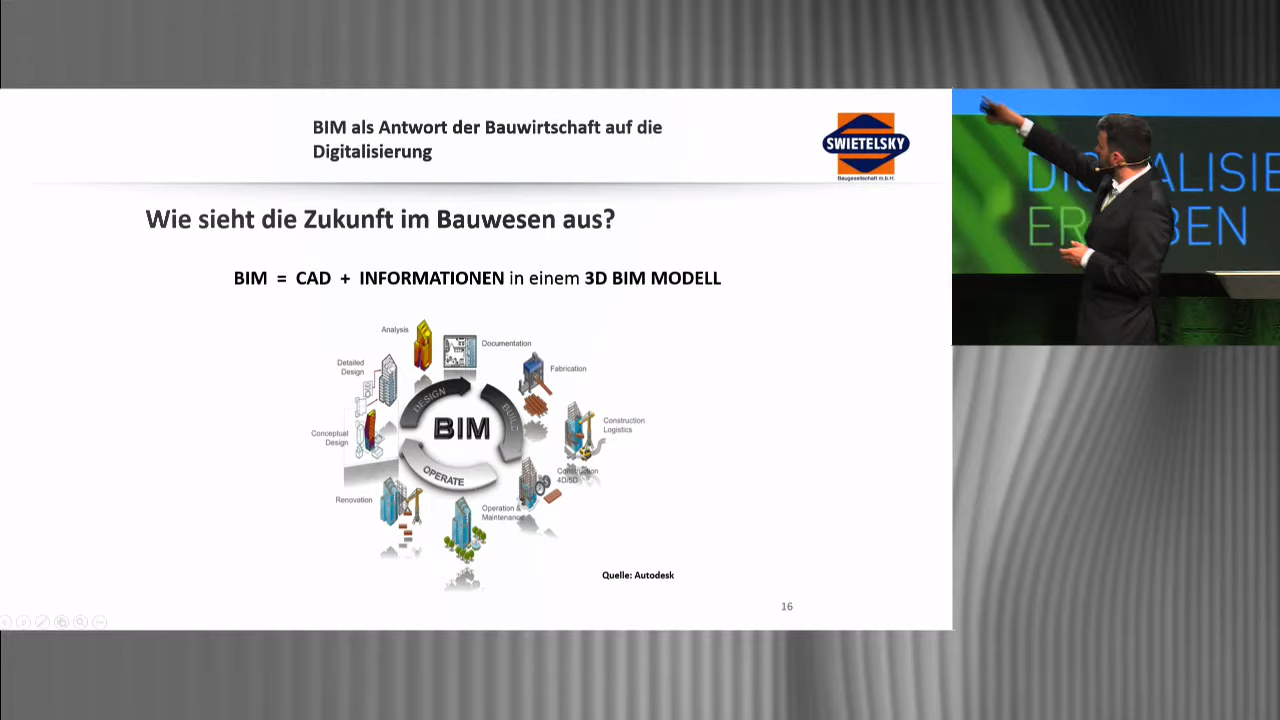 BIM als Antwort der Bauwirtschaft auf die
Digitalisierung
SWIETELSKY
Baugesellschaft m.b.H.
Wie sieht die Zukunft im Bauwesen aus?
BIM = CAD + INFORMATIONEN in einem 3D BIM MODELL
Analysis
Documentation
Detailed
Design
Fabrication
DESIGN
BUILD
BIM
Conceptual
Design
Construction
Logistics
OPERATE
Construction
4D/5D
Renovation
Operation &
Maintenance
Quelle: Autodesk
16